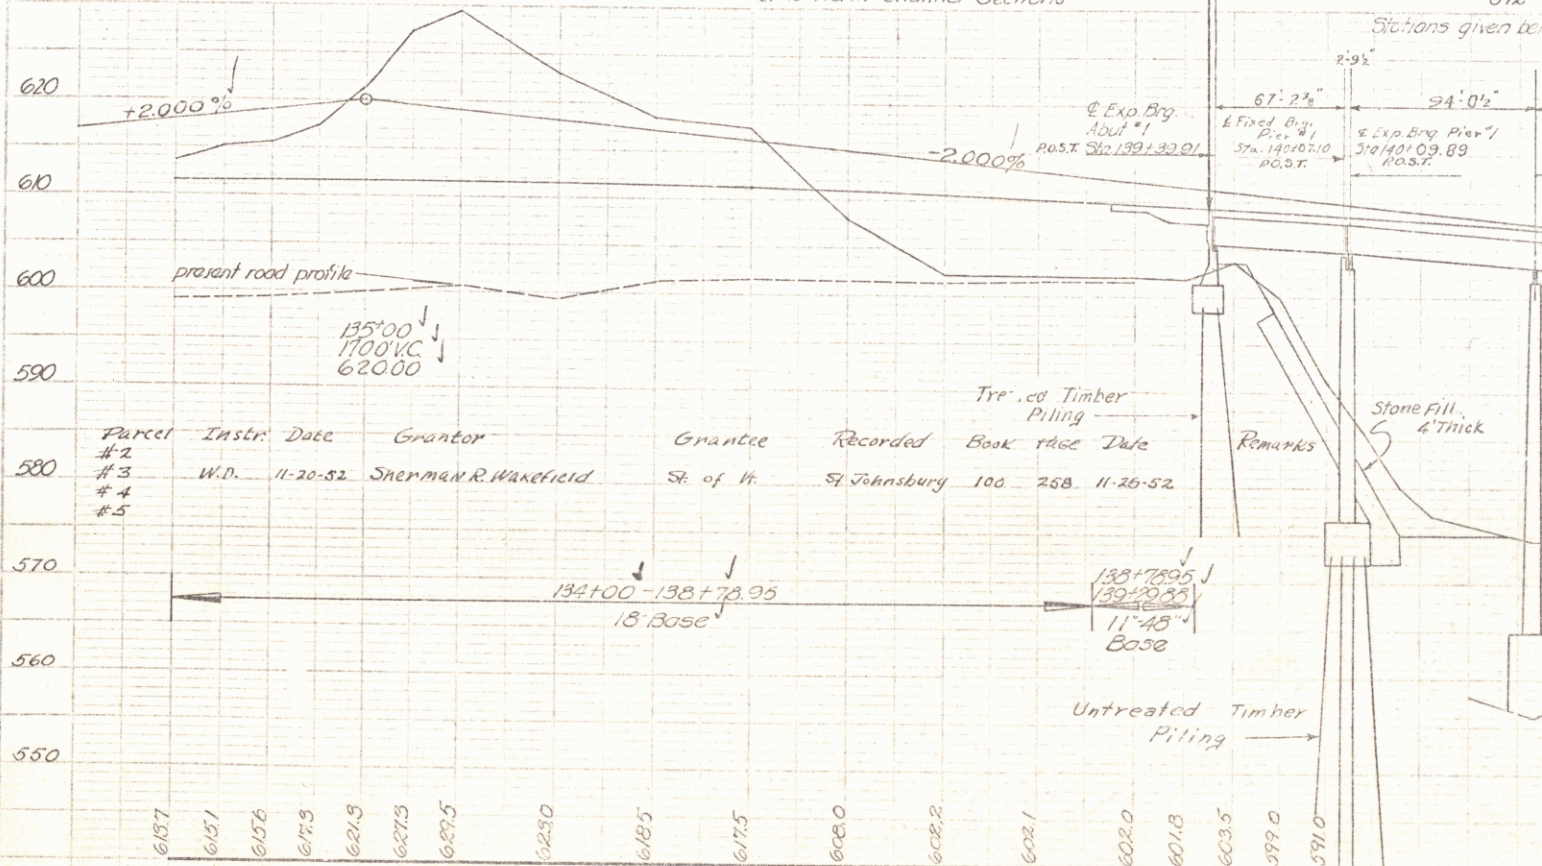 Stations given
2'-9½"
620
+2.000%
67'-2⅜"
94'-0½"
℄ Exp. Brg.
Abut #1
P.O.S.T. Sta 139+39.91
℄ Fixed Brg.
Pier #1
Sta. 140+07.10
P.O.S.T.
℄ Exp. Brg Pier #1
Sta 140+09.89
P.O.S.T.
-2.000%
610
600
present road profile
135+00
1700' V.C.
620.00
590
Timber
Piling
Stone Fill
4' Thick
Parcel Instr. Date Grantor Grantee Recorded Book Page Date Remarks
#2
580
#3 W.D. 11-20-52 Sherman R. Wakefield St. of Vt. St Johnsbury 100 258 11-26-52
#4
#5
570
134+00 - 138+78.95
18" Base
138+78.95
139+29.85
11"-48"
Base
560
Untreated Timber
Piling
550
613.7 615.1 615.6 617.3 621.9 627.3 629.5 623.0 618.5 617.5 608.0 602.2 602.1 602.0 601.8 603.5 599.0 591.0